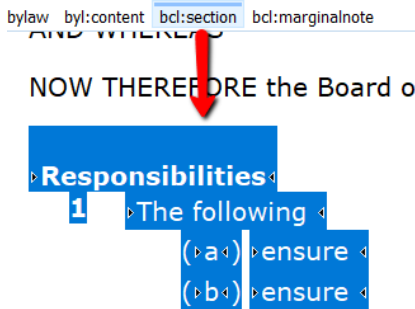 bylaw byl:content bcl:section bcl:marginalnote
AND WHEREAS
NOW THEREFORE the Board o
Responsibilities
1 The following
(a) ensure
(b) ensure